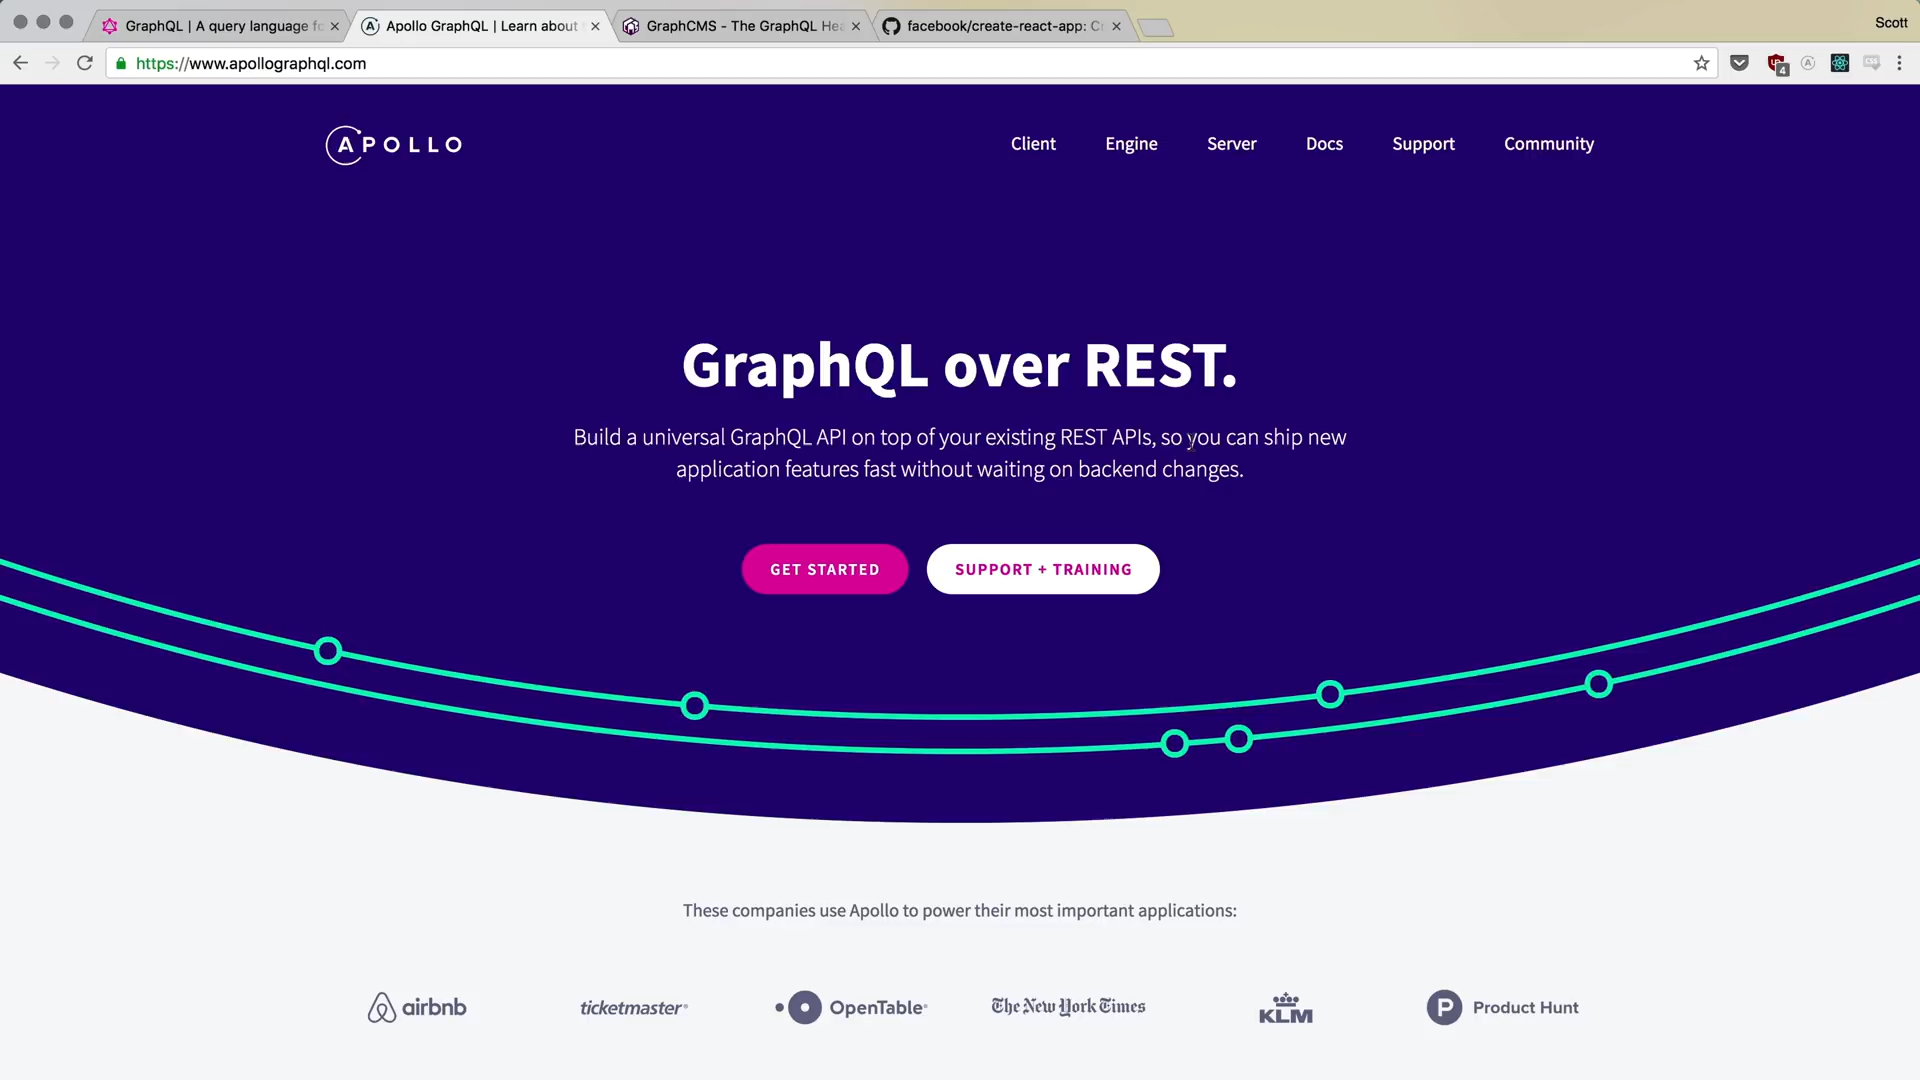 GraphQL | A query language fo
Apollo GraphQL | Learn about
GraphCMS - The GraphQL Hea
facebook/create-react-app: C
Scott
https://www.apollographql.com
4
APOLLO
Client
Engine
Server
Docs
Support
Community
GraphQL over REST.
Build a universal GraphQL API on top of your existing REST APIs, so you can ship new
application features fast without waiting on backend changes.
GET STARTED
SUPPORT + TRAINING
These companies use Apollo to power their most important applications:
airbnb
ticketmaster®
OpenTable®
The New York Times
KLM
P Product Hunt